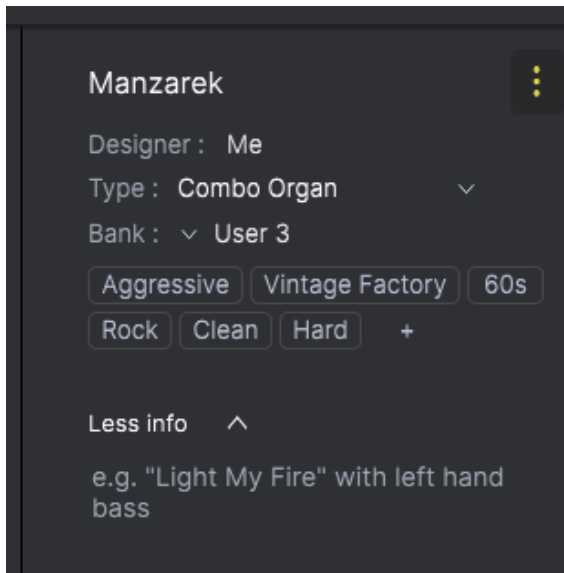 Manzarek
Designer : Me
Type : Combo Organ
Bank : User 3
Aggressive Vintage Factory 60s
Rock Clean Hard +
Less info
e.g. "Light My Fire" with left hand
bass